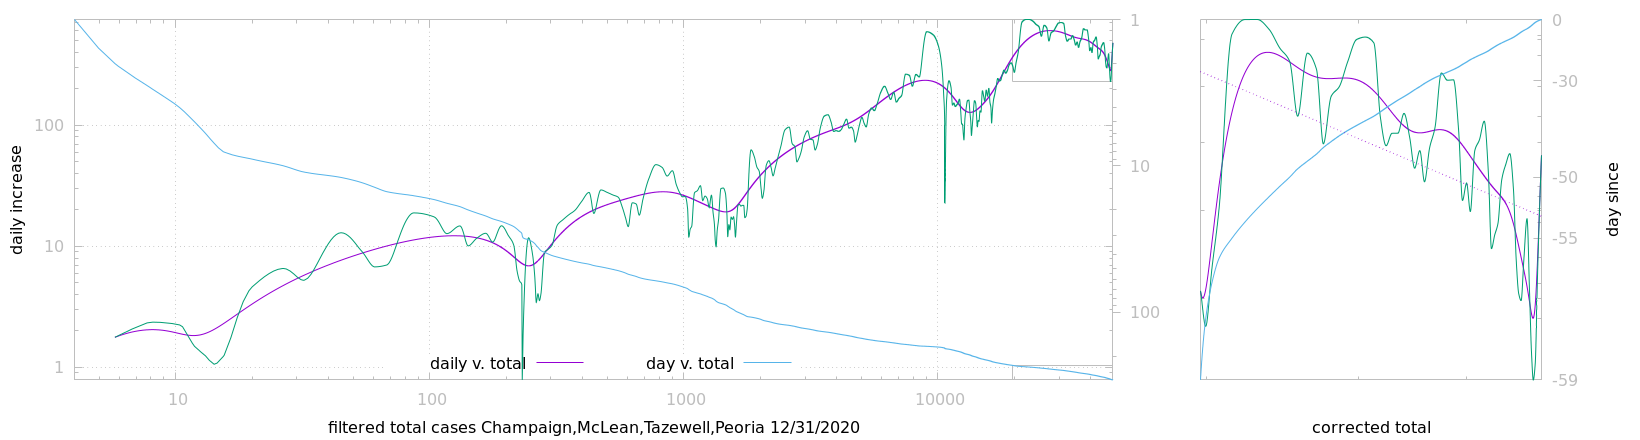 1
0
100
10
-30
-50
-55
-59
10
1
100
daily increase
day since
daily v. total
day v. total
10
100
1000
10000
filtered total cases Champaign,McLean,Tazewell,Peoria 12/31/2020
corrected total